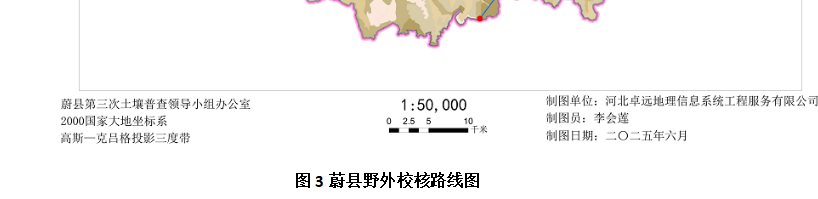 蔚县第三次土壤普查领导小组办公室
2000国家大地坐标系
高斯—克吕格投影三度带
1:50,000
0 2.5 5 10
千米
制图单位：河北卓远地理信息系统工程服务有限公司
制图员：李会莲
制图日期：二〇二五年六月
图 3 蔚县野外校核路线图